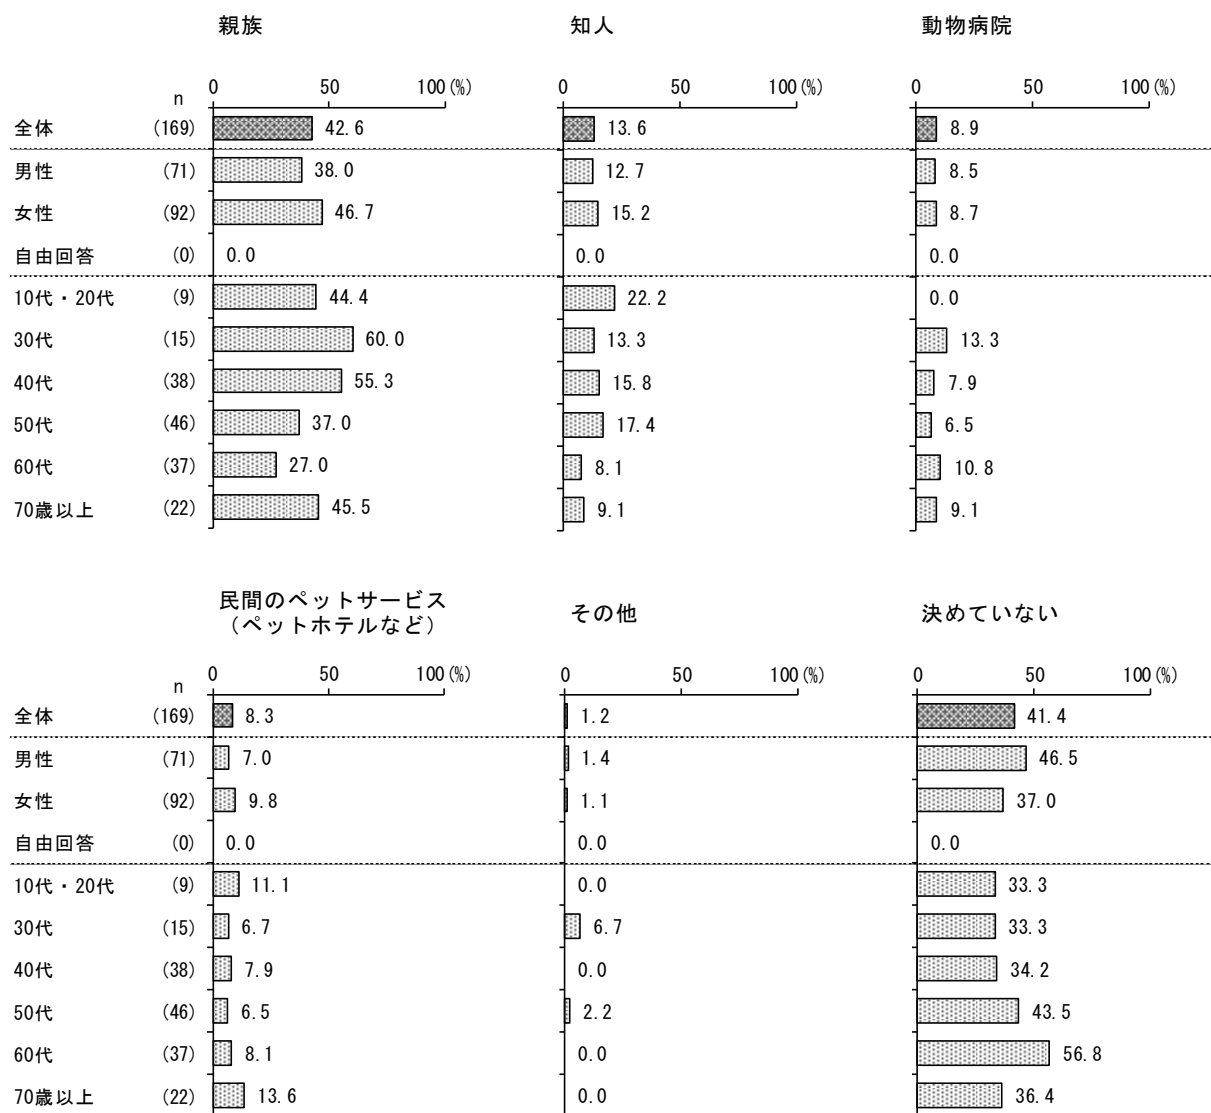 親族 知人 動物病院
n 0 50 100(%) 0 50 100(%) 0 50 100(%)
全体 (169) 42.6 13.6 8.9
男性 (71) 38.0 12.7 8.5
女性 (92) 46.7 15.2 8.7
自由回答 (0) 0.0 0.0 0.0
10代・20代 (9) 44.4 22.2 0.0
30代 (15) 60.0 13.3 13.3
40代 (38) 55.3 15.8 7.9
50代 (46) 37.0 17.4 6.5
60代 (37) 27.0 8.1 10.8
70歳以上 (22) 45.5 9.1 9.1
民間のペットサービス
（ペットホテルなど） その他 決めていない
n 0 50 100(%) 0 50 100(%) 0 50 100(%)
全体 (169) 8.3 1.2 41.4
男性 (71) 7.0 1.4 46.5
女性 (92) 9.8 1.1 37.0
自由回答 (0) 0.0 0.0 0.0
10代・20代 (9) 11.1 0.0 33.3
30代 (15) 6.7 6.7 33.3
40代 (38) 7.9 0.0 34.2
50代 (46) 6.5 2.2 43.5
60代 (37) 8.1 0.0 56.8
70歳以上 (22) 13.6 0.0 36.4